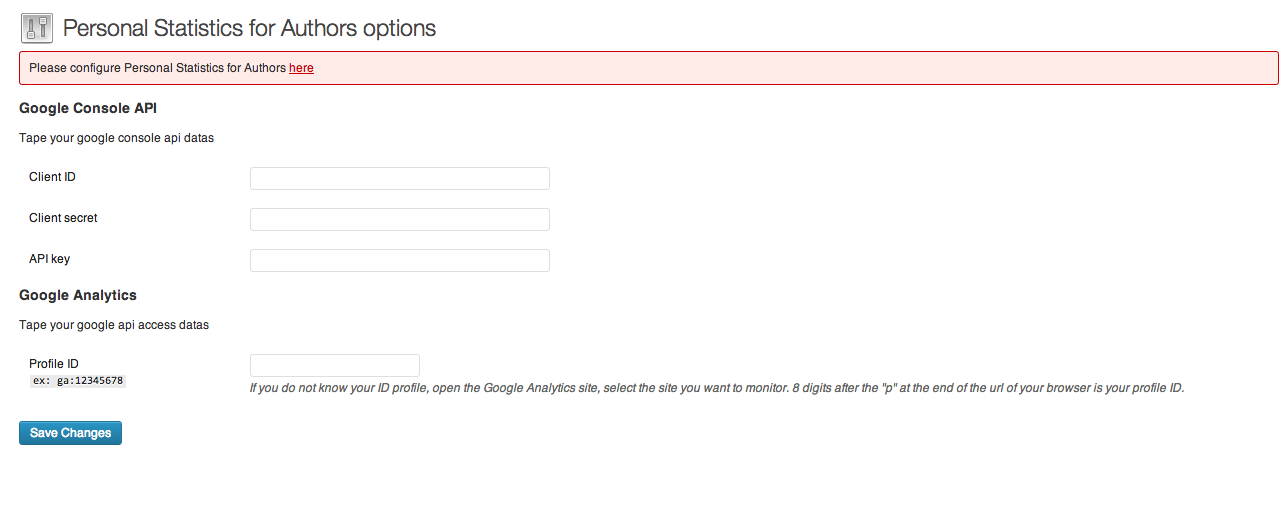 Personal Statistics for Authors options
Please configure Personal Statistics for Authors here
Google Console API
Tape your google console api datas
Client ID
Client secret
API key
Google Analytics
Tape your google api access datas
Profile ID
ex: ga:12345678
If you do not know your ID profile, open the Google Analytics site, select the site you want to monitor. 8 digits after the "p" at the end of the url of your browser is your profile ID.
Save Changes